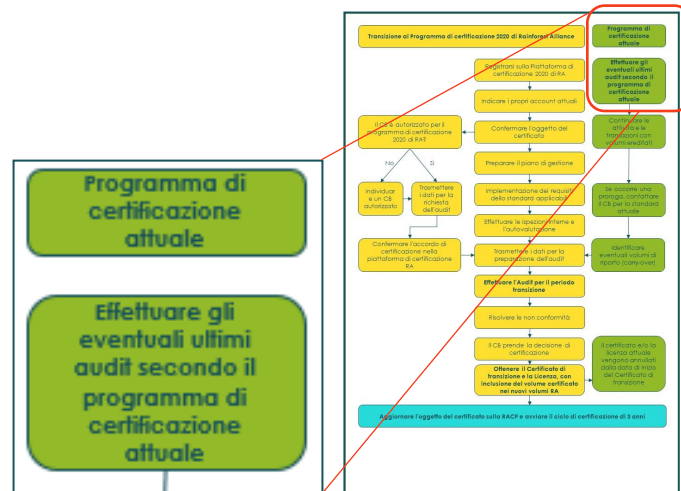 Programma di
certificazione
attuale
Effettuare gli
eventuali ultimi
audit secondo il
programma di
certificazione
attuale
Transizione al Programma di certificazione 2020 di Rainforest Alliance
Programma di
certificazione
attuale
Registrarsi sulla Piattaforma di
certificazione 2020 di RA
Effettuare gli
eventuali ultimi
audit secondo il
programma di
certificazione
attuale
Indicare i propri account attuali
Il CB è autorizzato per il
programma di certificazione
2020 di RA?
Confermare l'oggetto del
certificato
Continuare le
attività e le
transizioni con
volumi ereditati
No
Sì
Preparare il piano di gestione
Individuar
e un CB
autorizzato
Trasmettere
i dati per la
richiesta
dell'audit
Implementazione dei requisiti
dello standard applicabili
Se occorre una
proroga, contattare
il CB per lo standard
attuale
Effettuare le ispezioni interne e
l'autovalutazione
Confermare l'accordo di
certificazione nella
piattaforma di certificazione
RA
Trasmettere i dati per la
preparazione dell'audit
Identificare
eventuali volumi di
riporto (carry-over)
Effettuare l'Audit per il periodo
transizione
Risolvere le non conformità
Il CB prende la decisione di
certificazione
Il certificato e/o la
licenza attuale
vengono annullati
dalla data di inizio
del Certificato di
transizione
Ottenere il Certificato di
transizione e la Licenza, con
inclusione del volume certificato
nei nuovi volumi RA
Aggiornare l'oggetto del certificato sulla RACP e avviare il ciclo di certificazione di 3 anni